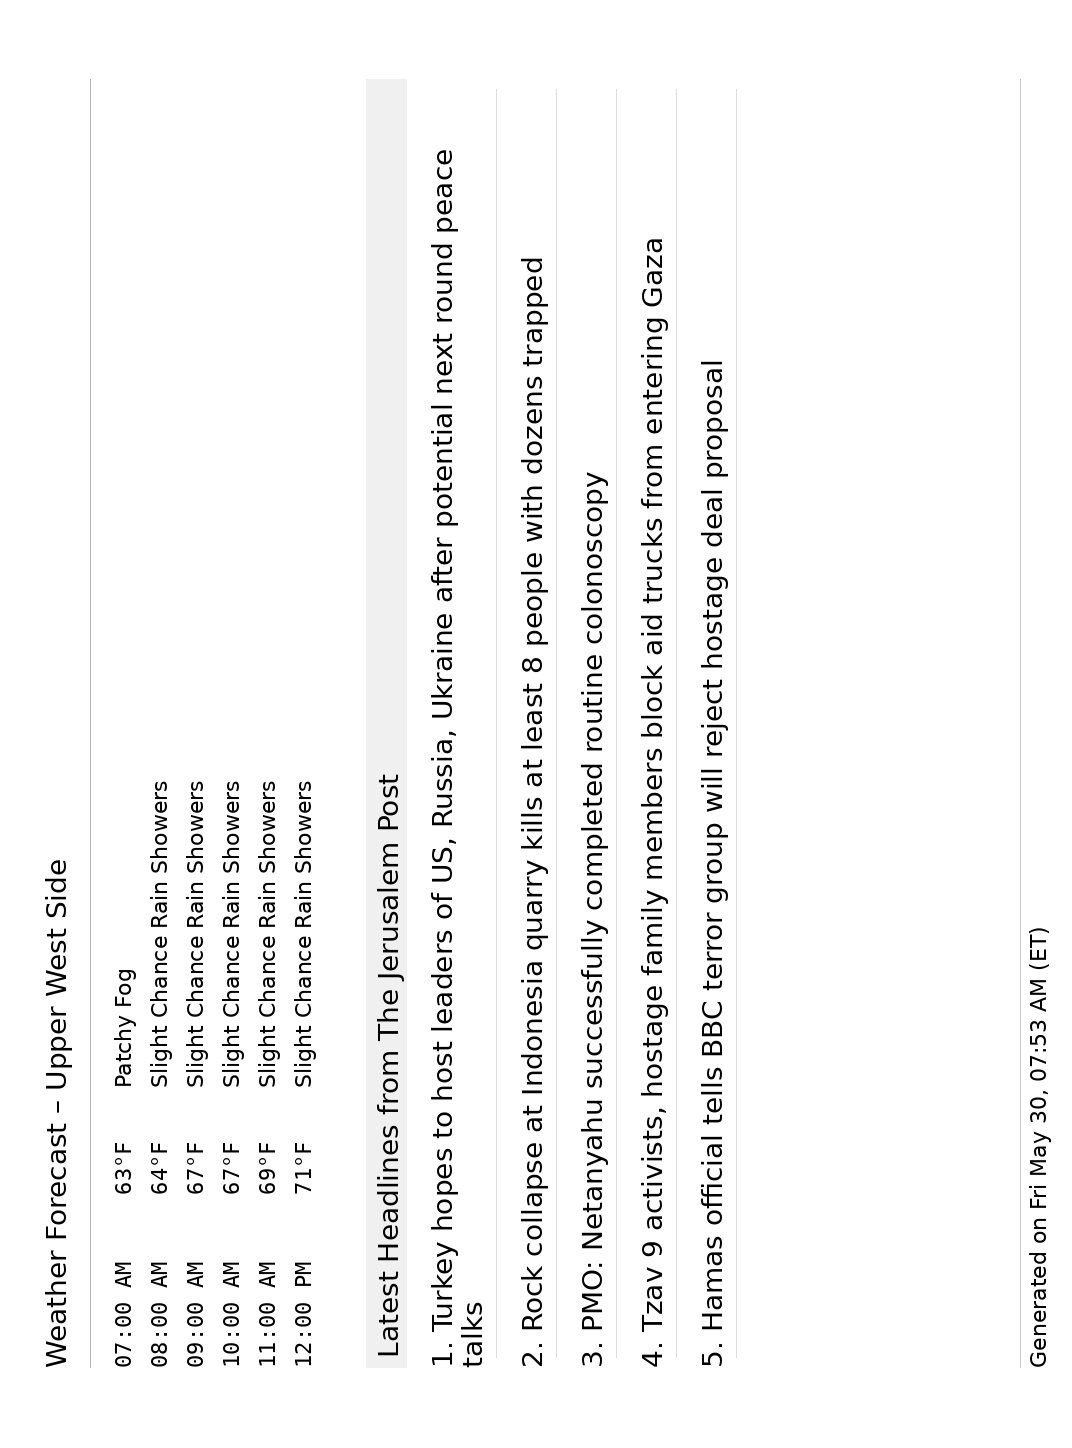 Weather Forecast – Upper West Side
07:00 AM 63°F Patchy Fog
08:00 AM 64°F Slight Chance Rain Showers
09:00 AM 67°F Slight Chance Rain Showers
10:00 AM 67°F Slight Chance Rain Showers
11:00 AM 69°F Slight Chance Rain Showers
12:00 PM 71°F Slight Chance Rain Showers
Latest Headlines from The Jerusalem Post
1. Turkey hopes to host leaders of US, Russia, Ukraine after potential next round peace
talks
2. Rock collapse at Indonesia quarry kills at least 8 people with dozens trapped
3. PMO: Netanyahu successfully completed routine colonoscopy
4. Tzav 9 activists, hostage family members block aid trucks from entering Gaza
5. Hamas official tells BBC terror group will reject hostage deal proposal
Generated on Fri May 30, 07:53 AM (ET)